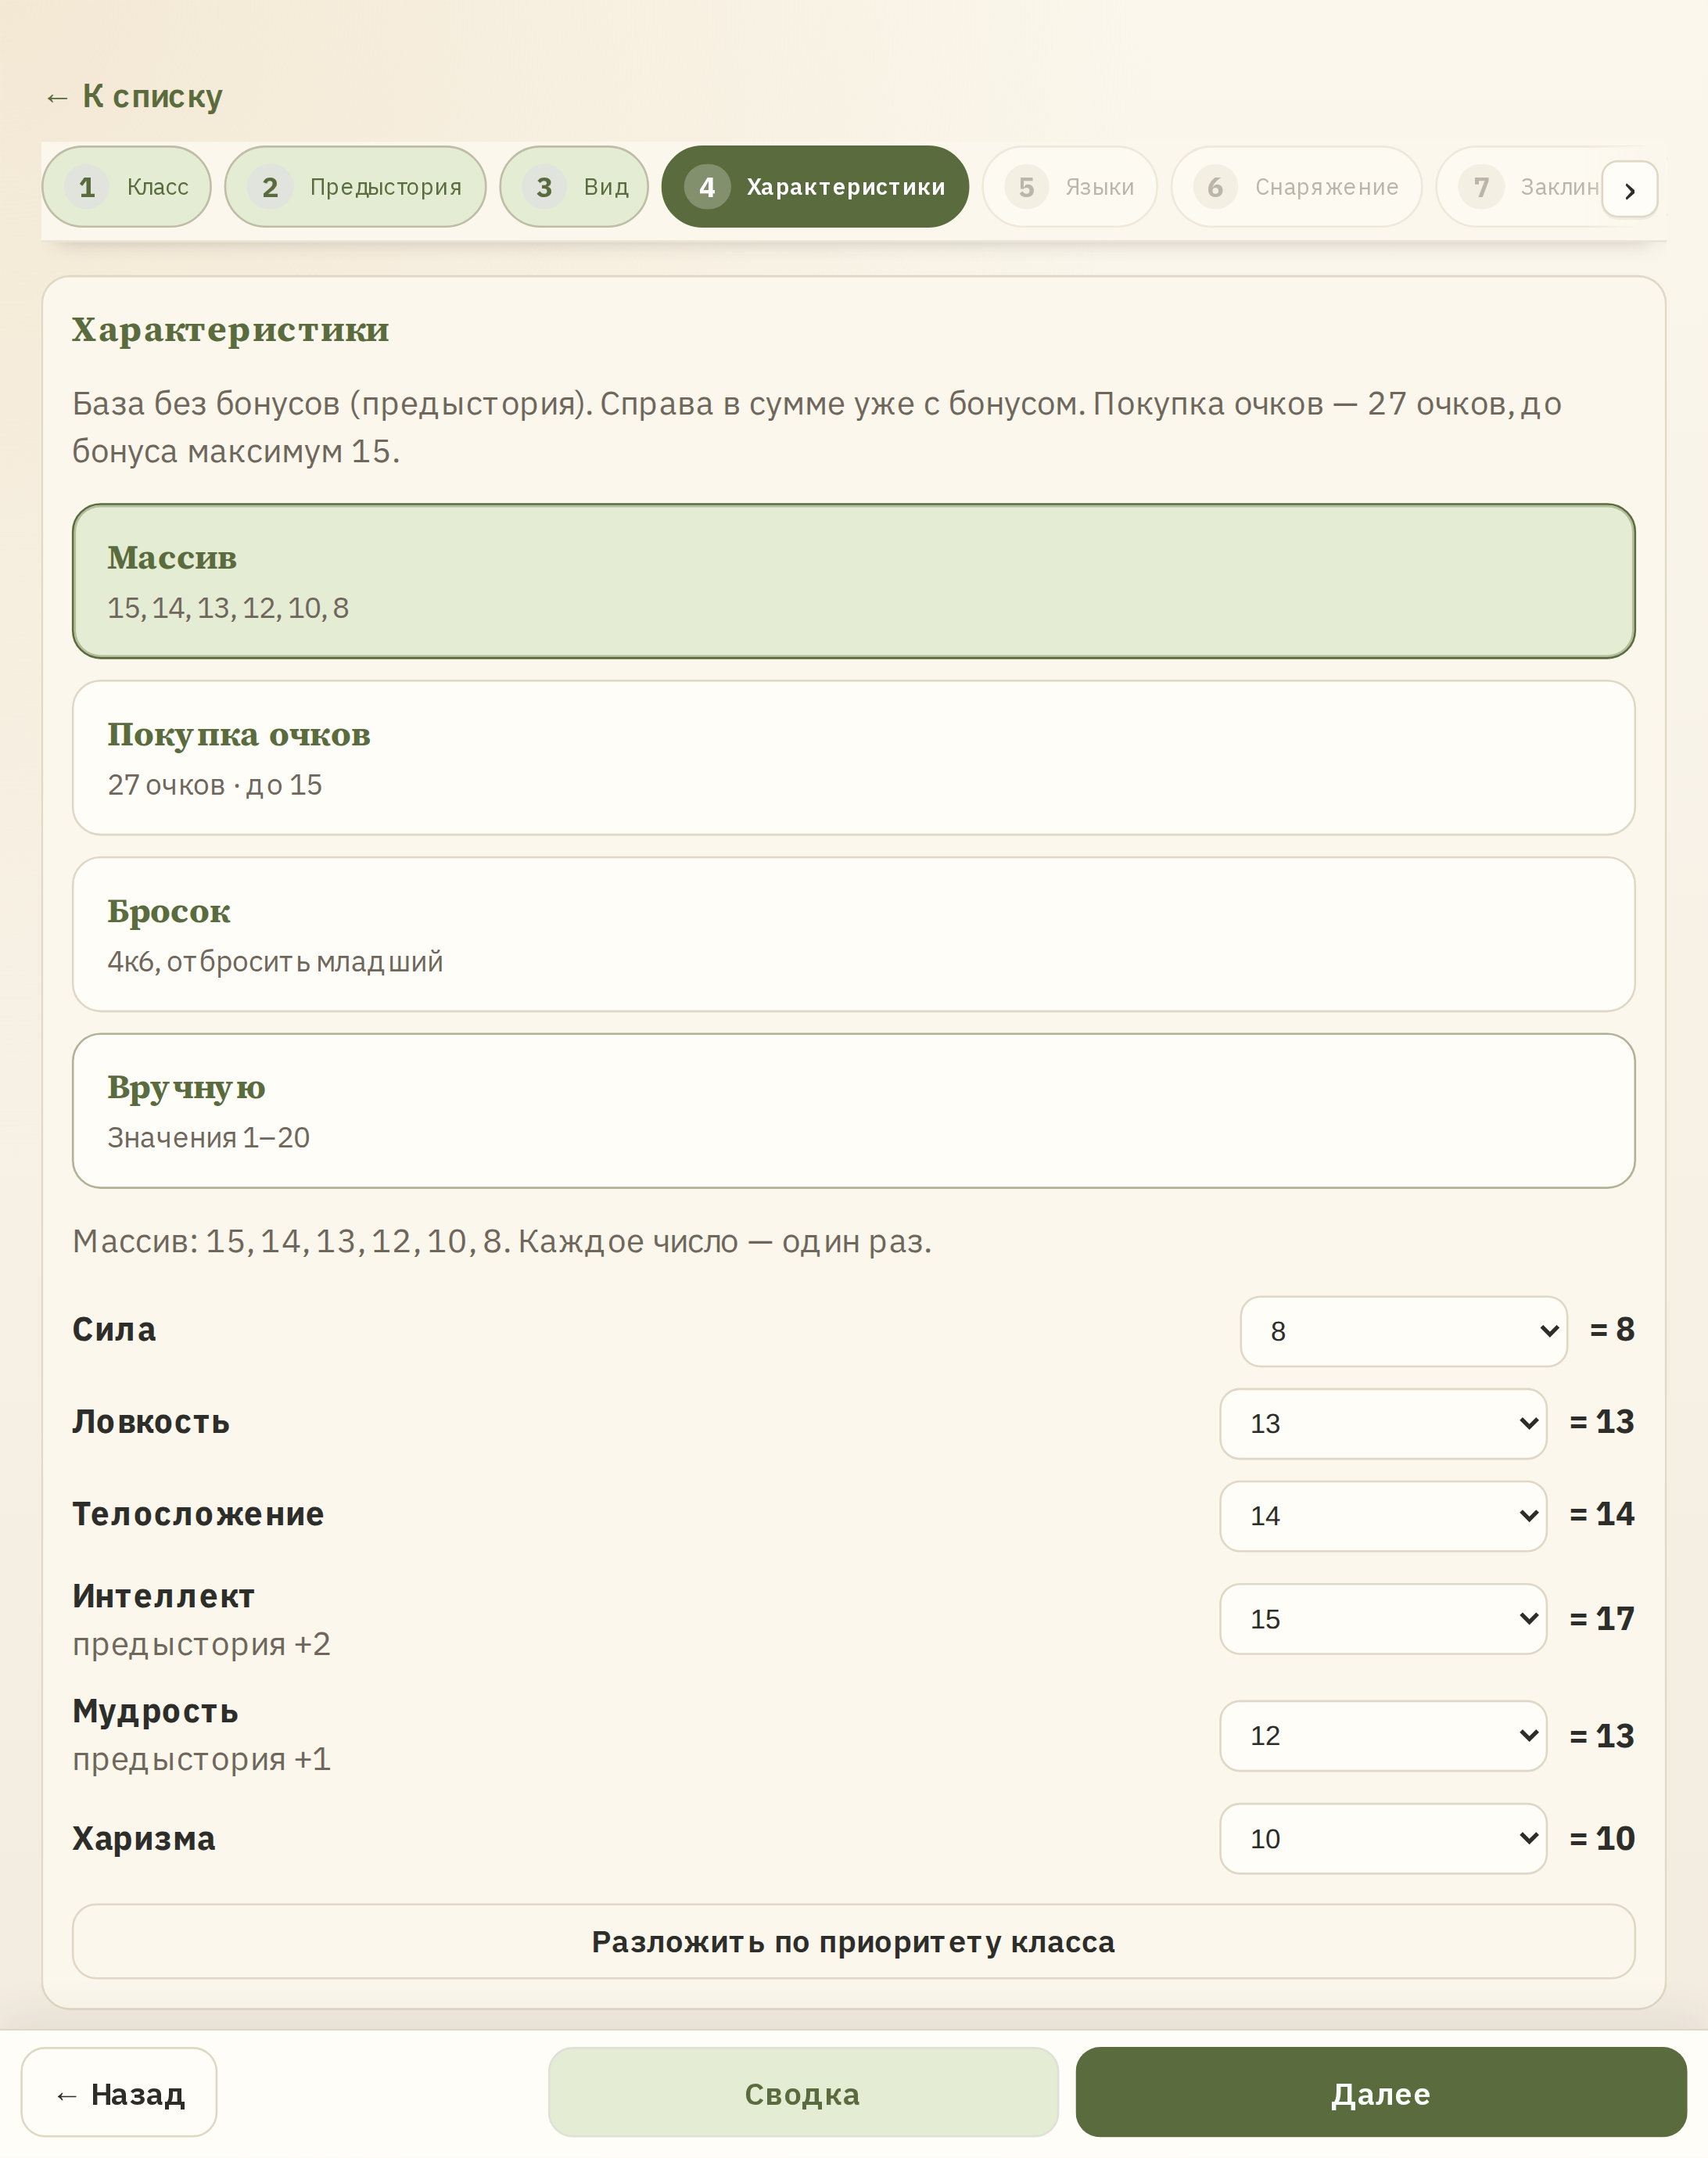 ← К списку
1 Класс 2 Предыстория 3 Вид 4 Характеристики 5 Языки 6 Снаряжение 7 Заклин ›
Характеристики
База без бонусов (предыстория). Справа в сумме уже с бонусом. Покупка очков — 27 очков, до
бонуса максимум 15.
Массив
15, 14, 13, 12, 10, 8
Покупка очков
27 очков · до 15
Бросок
4к6, отбросить младший
Вручную
Значения 1–20
Массив: 15, 14, 13, 12, 10, 8. Каждое число — один раз.
Сила 8 = 8
Ловкость 13 = 13
Телосложение 14 = 14
Интеллект 15 = 17
предыстория +2
Мудрость 12 = 13
предыстория +1
Харизма 10 = 10
Разложить по приоритету класса
← Назад Сводка Далее